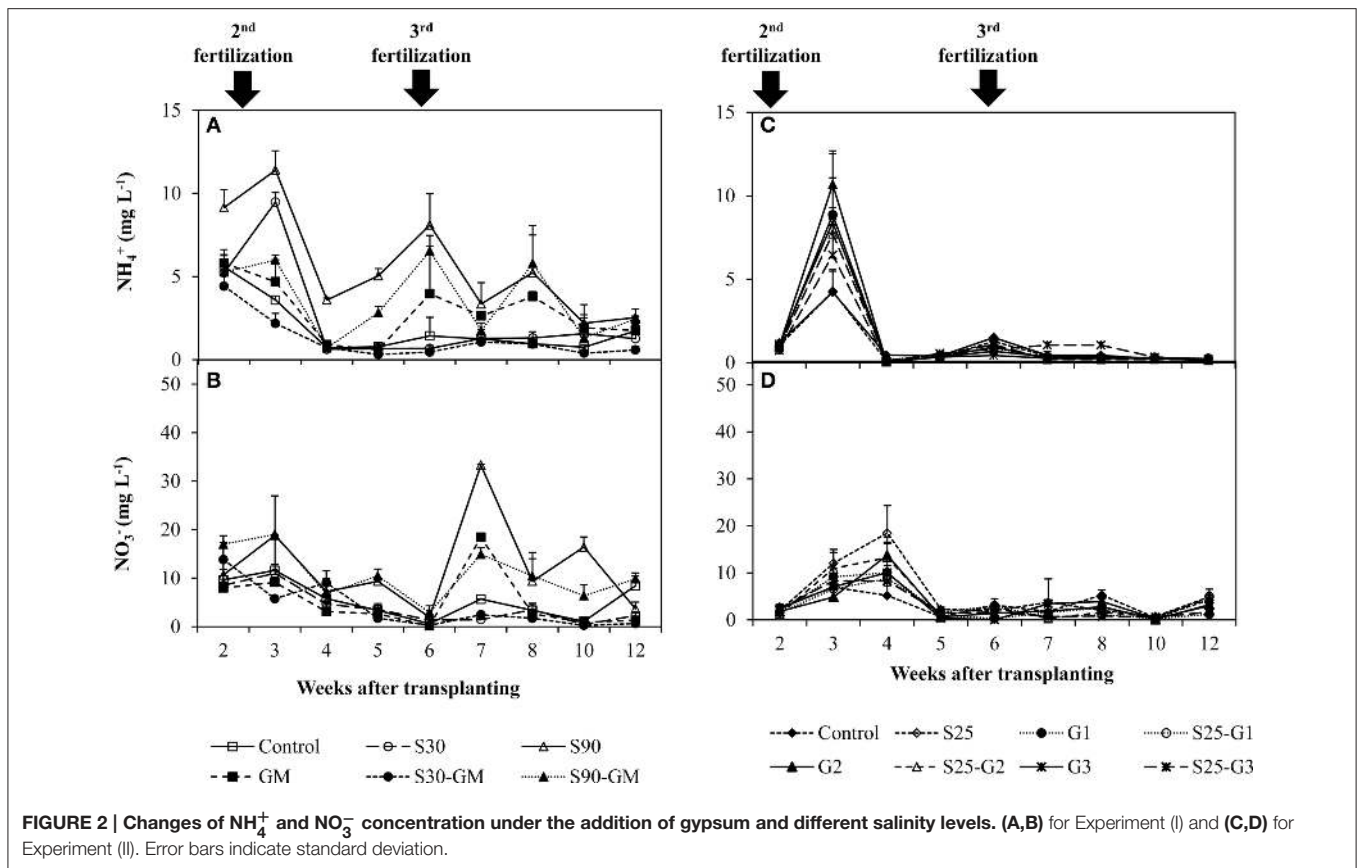 2nd
fertilization
3rd
fertilization
2nd
fertilization
3rd
fertilization
A
15
10
5
0
NH4+ (mg L-1)
B
50
40
30
20
10
0
NO3- (mg L-1)
2 3 4 5 6 7 8 10 12
Weeks after transplanting
C
15
10
5
0
D
50
40
30
20
10
0
2 3 4 5 6 7 8 10 12
Weeks after transplanting
Control S30 S90
GM S30-GM S90-GM
Control S25 G1 S25-G1
G2 S25-G2 G3 S25-G3
FIGURE 2 | Changes of NH4+ and NO3- concentration under the addition of gypsum and different salinity levels. (A,B) for Experiment (I) and (C,D) for
Experiment (II). Error bars indicate standard deviation.